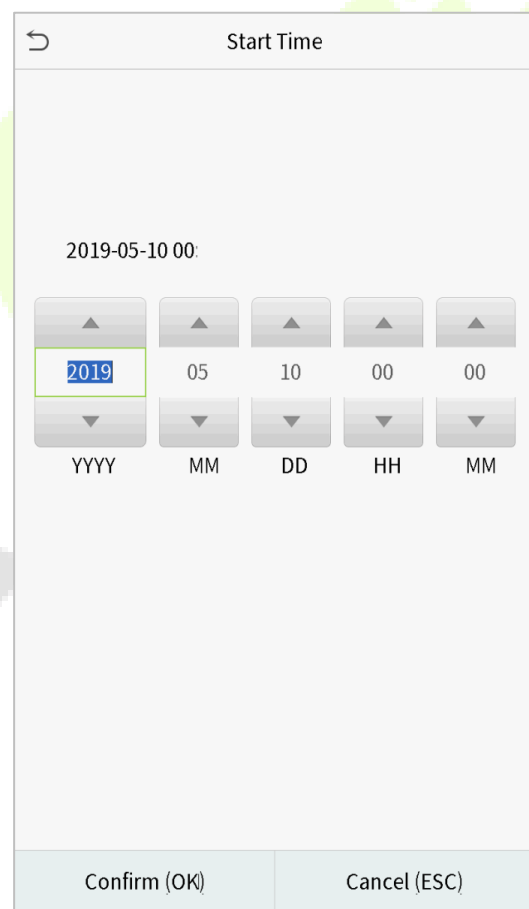 Start Time
2019-05-10 00:
2019 05 10 00 00
YYYY MM DD HH MM
Confirm (OK) Cancel (ESC)